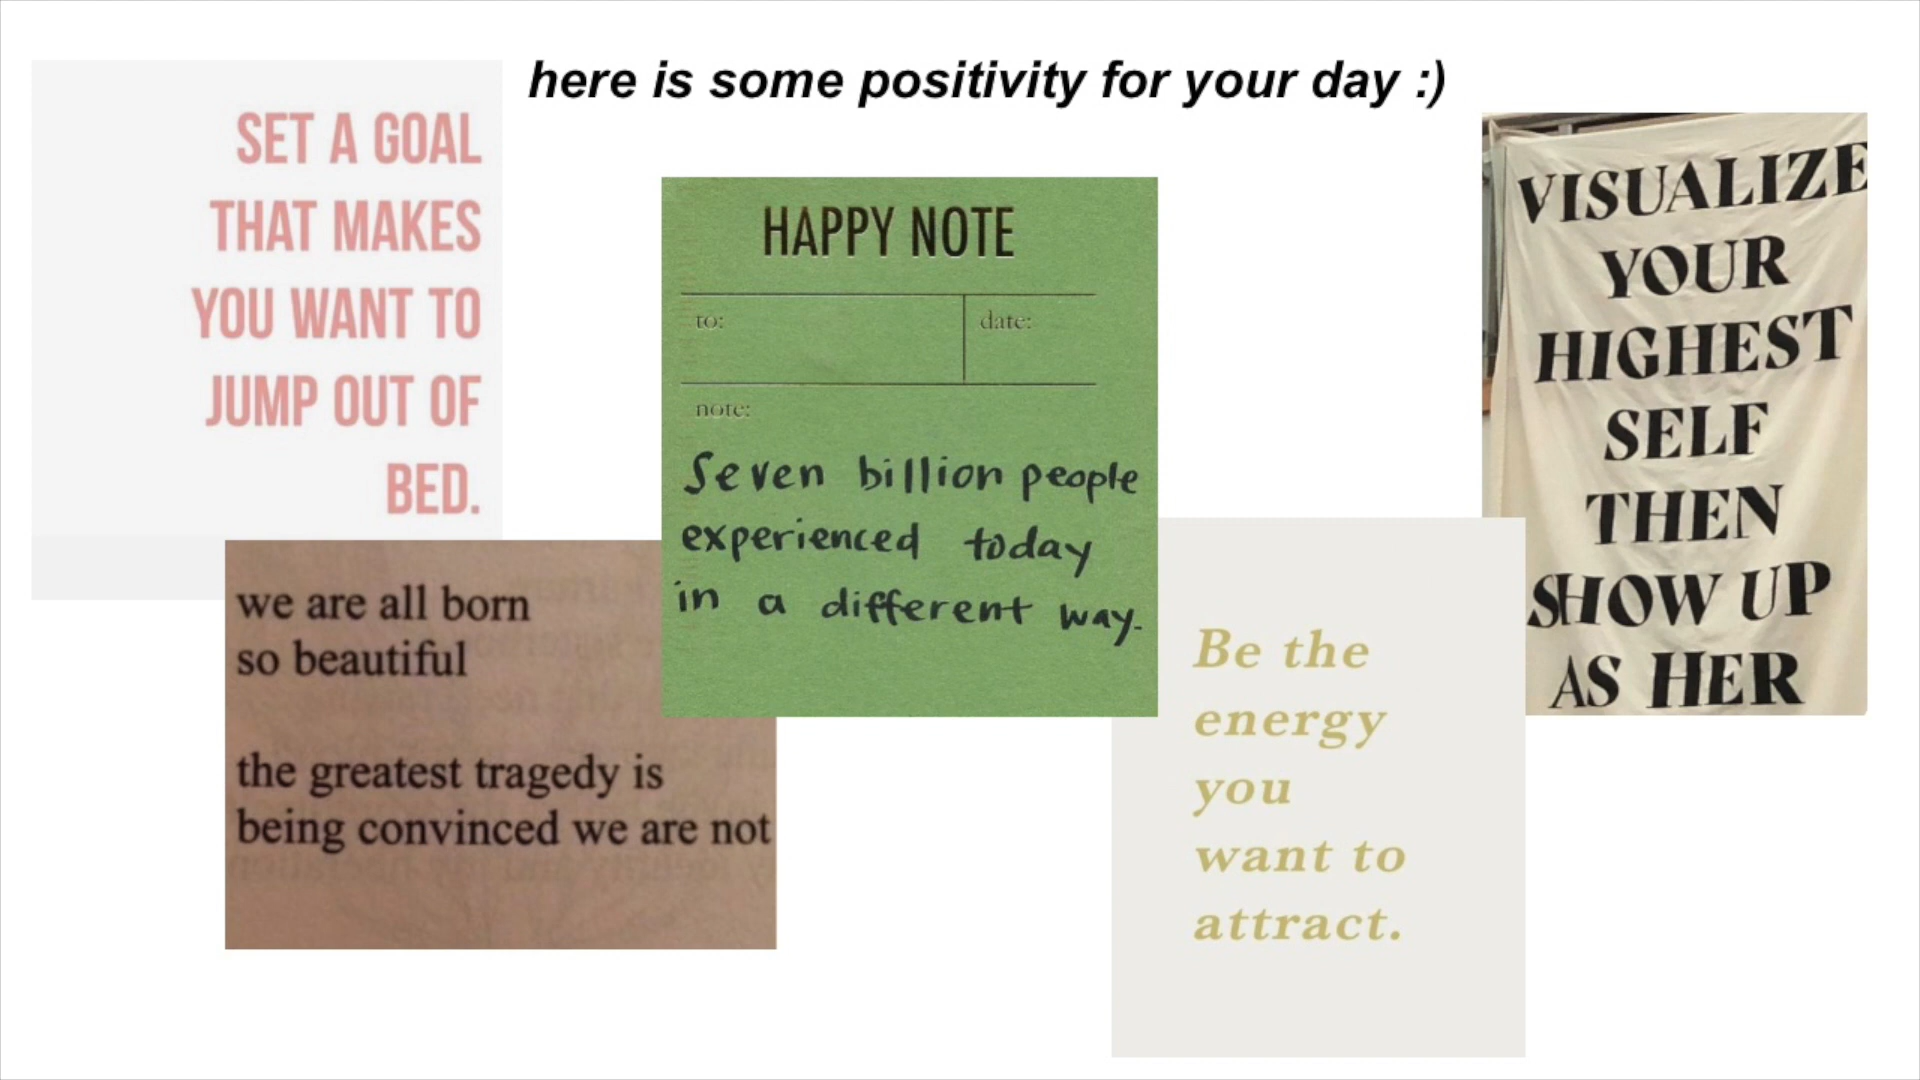 here is some positivity for your day :)
SET A GOAL
THAT MAKES
YOU WANT TO
JUMP OUT OF
BED.
we are all born
so beautiful
the greatest tragedy is
being convinced we are not
HAPPY NOTE
to:
date:
note:
Seven billion people
experienced today
in a different way.
Be the
energy
you
want to
attract.
VISUALIZE
YOUR
HIGHEST
SELF
THEN
SHOW UP
AS HER